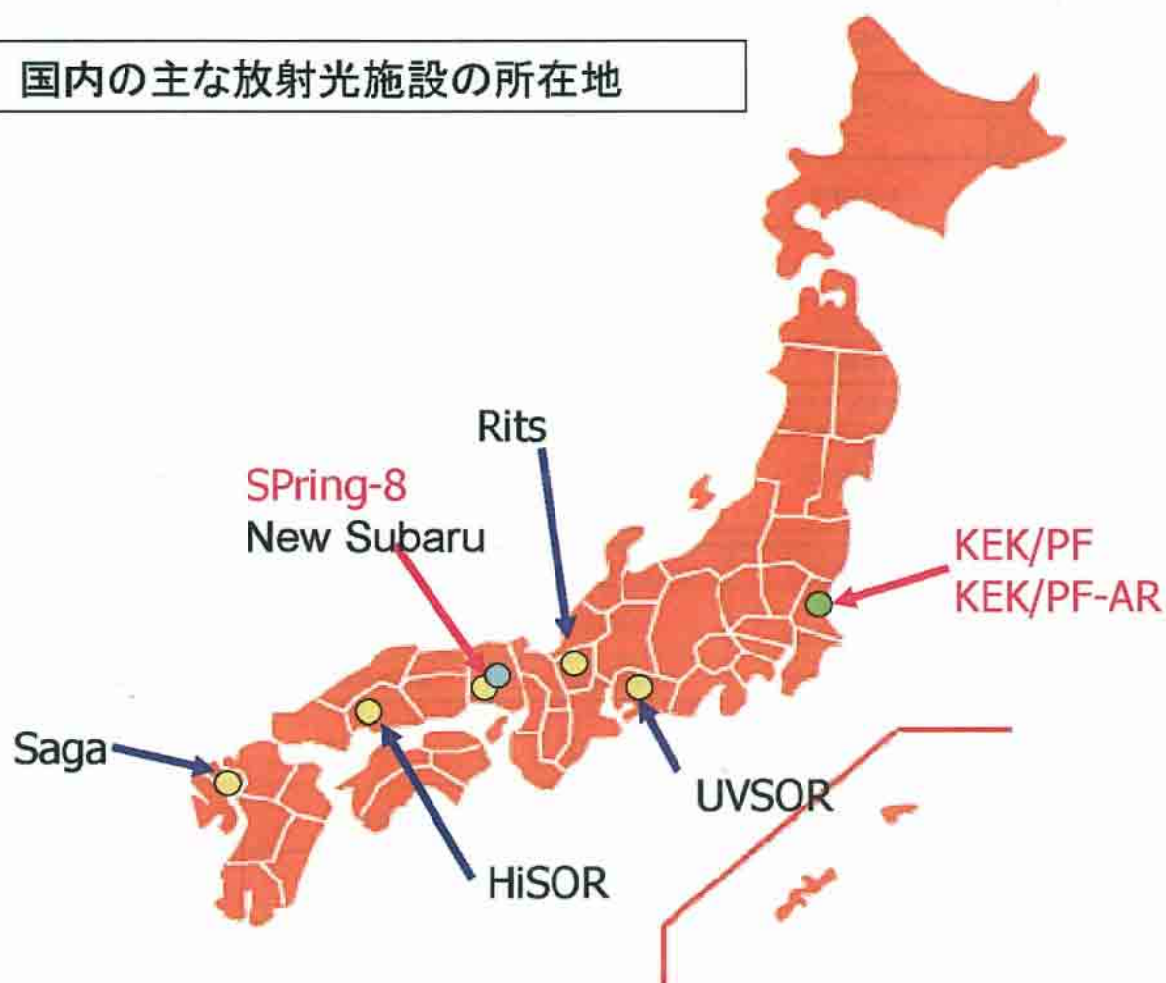 国内の主な放射光施設の所在地
Rits
SPring-8
New Subaru
KEK/PF
KEK/PF-AR
Saga
UVSOR
HiSOR